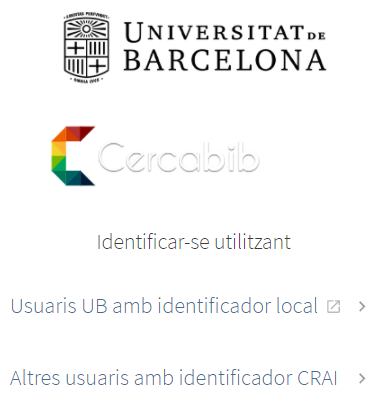 UNIVERSITAT DE
BARCELONA
Cercabib
Identificar-se utilitzant
Usuaris UB amb identificador local
Altres usuaris amb identificador CRAI